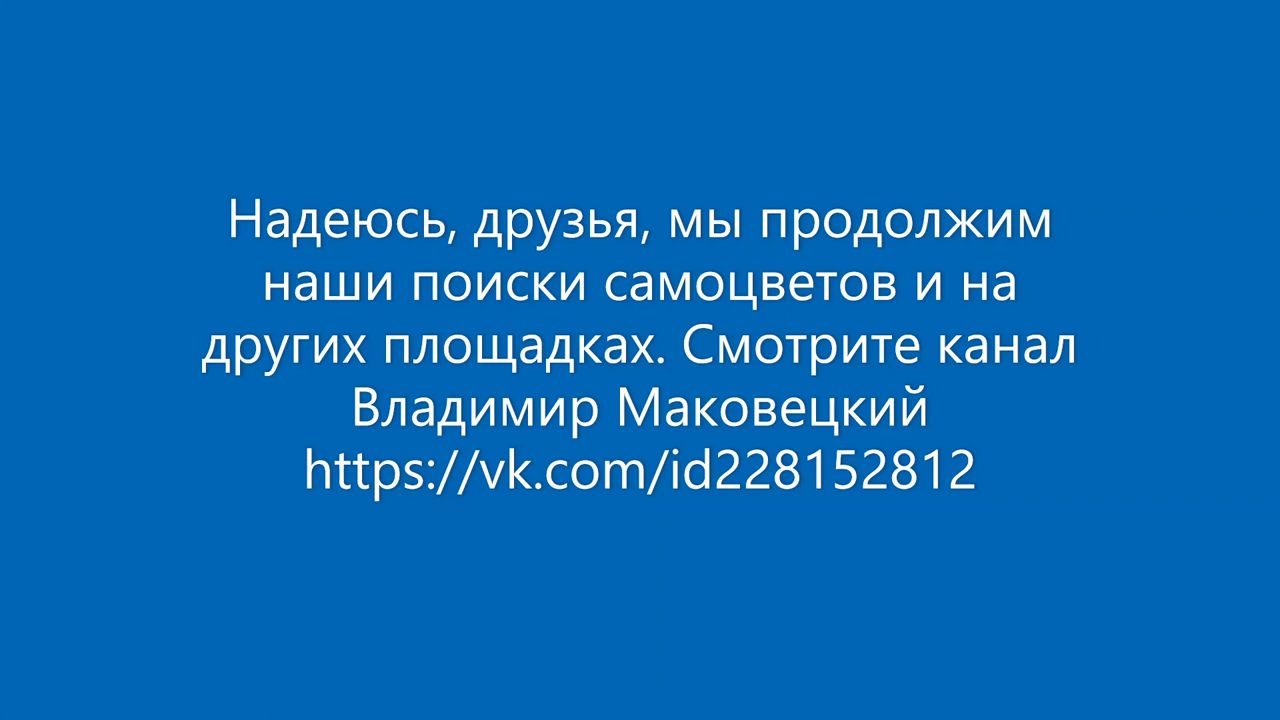 Надеюсь, друзья, мы продолжим
наши поиски самоцветов и на
других площадках. Смотрите канал
Владимир Маковецкий
https://vk.com/id228152812